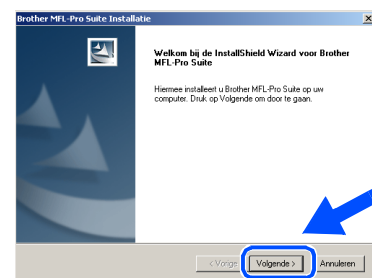 Brother MFL-Pro Suite Installatie
Welkom bij de InstallShield Wizard voor Brother
MFL-Pro Suite
Hiermee installeert u Brother MFL-Pro Suite op uw
computer. Druk op Volgende om door te gaan.
< Vorige Volgende > Annuleren